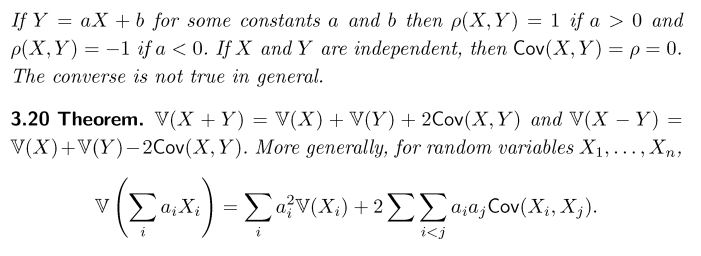 If Y = aX + b for some constants a and b then ρ(X, Y) = 1 if a > 0 and
ρ(X, Y) = −1 if a < 0. If X and Y are independent, then Cov(X, Y) = ρ = 0.
The converse is not true in general.
3.20 Theorem. 𝕍(X + Y) = 𝕍(X) + 𝕍(Y) + 2Cov(X, Y) and 𝕍(X − Y) =
𝕍(X)+𝕍(Y)−2Cov(X, Y). More generally, for random variables X₁, . . . , Xₙ,
𝕍(∑ᵢ aᵢXᵢ) = ∑ᵢ aᵢ²𝕍(Xᵢ) + 2 ∑∑_{i<j} aᵢaⱼCov(Xᵢ, Xⱼ).